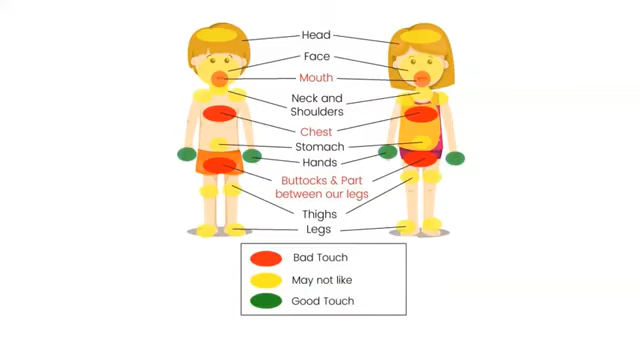 Head
Face
Mouth
Neck and
Shoulders
Chest
Stomach
Hands
Buttocks & Part
between our legs
Thighs
Legs
Bad Touch
May not like
Good Touch